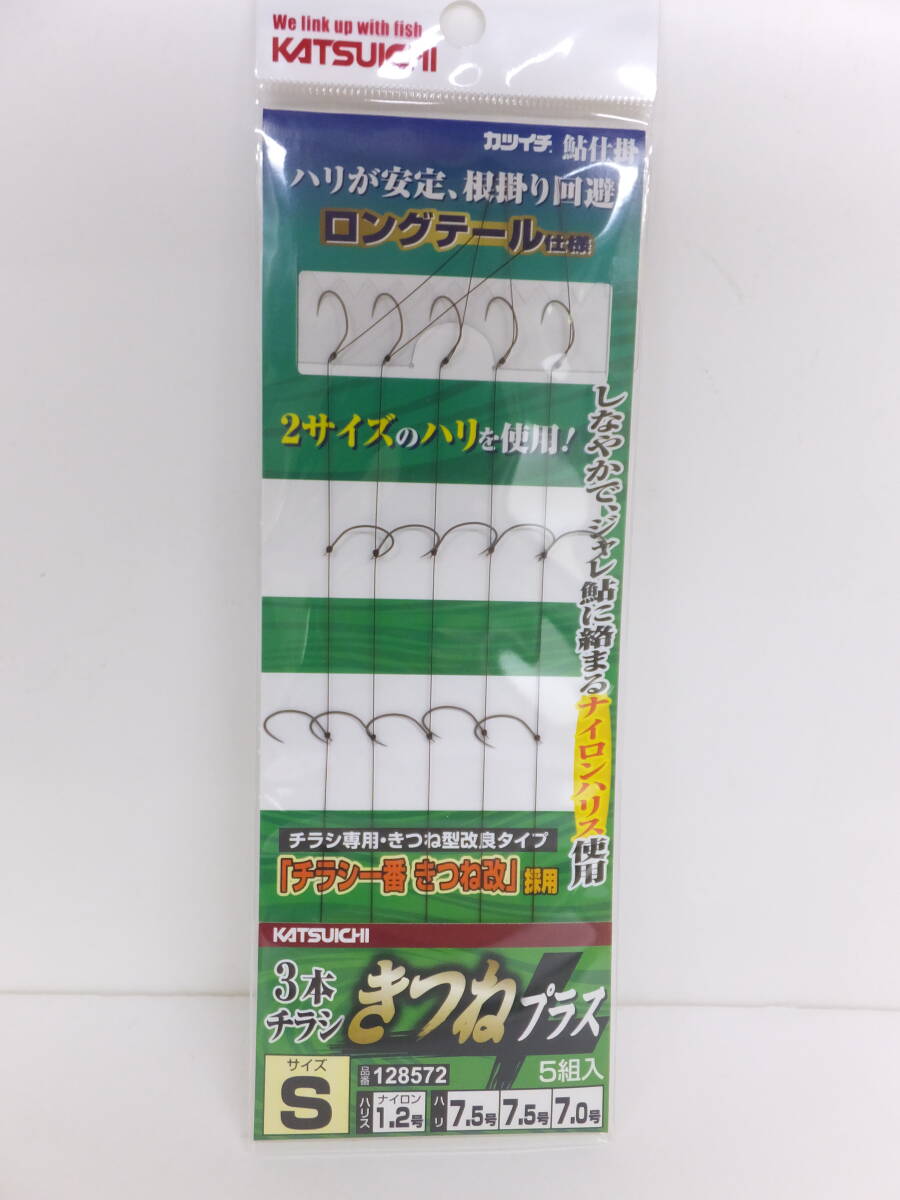 We link up with fish
KATSUICHI
カツイチ 鮎仕掛
ハリが安定、根掛り回避
ロングテール仕様
2サイズのハリを使用!
しなやかで、ジャレ鮎に絡まるナイロンハリス使用
チラシ専用・きつね型改良タイプ
「チラシ一番 きつね改」採用
KATSUICHI
3本チラシ
きつねプラス
サイズ
S
品番 128572
5組入
ハリス ナイロン 1.2号
ハリ 7.5号 7.5号 7.0号